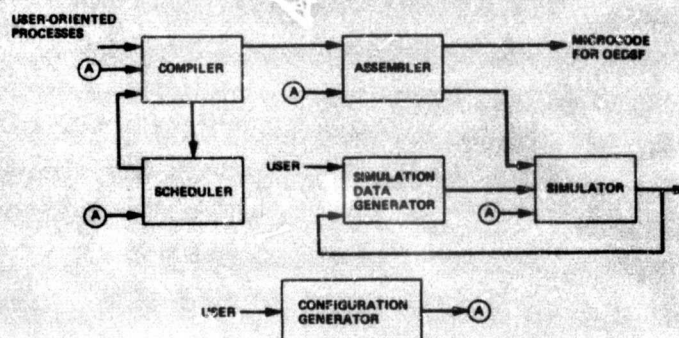 USER-ORIENTED
PROCESSES
COMPILER
ASSEMBLER
MICROCODE
FOR OEDSF
A
A
SCHEDULER
A
USER
SIMULATION
DATA
GENERATOR
SIMULATOR
A
USER
CONFIGURATION
GENERATOR
A